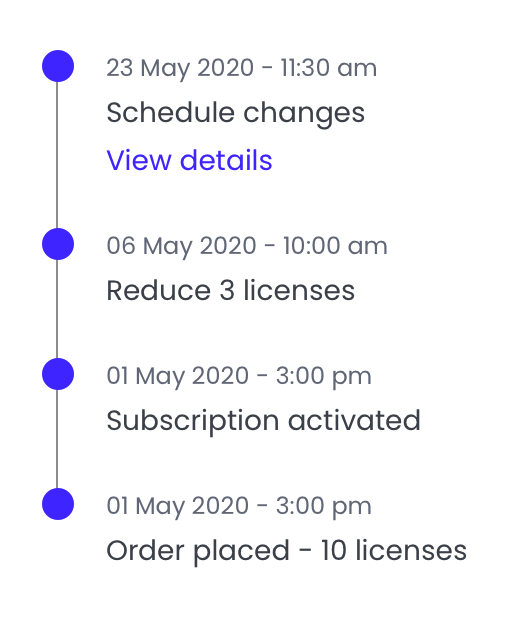 23 May 2020 - 11:30 am
Schedule changes
View details
06 May 2020 - 10:00 am
Reduce 3 licenses
01 May 2020 - 3:00 pm
Subscription activated
01 May 2020 - 3:00 pm
Order placed - 10 licenses